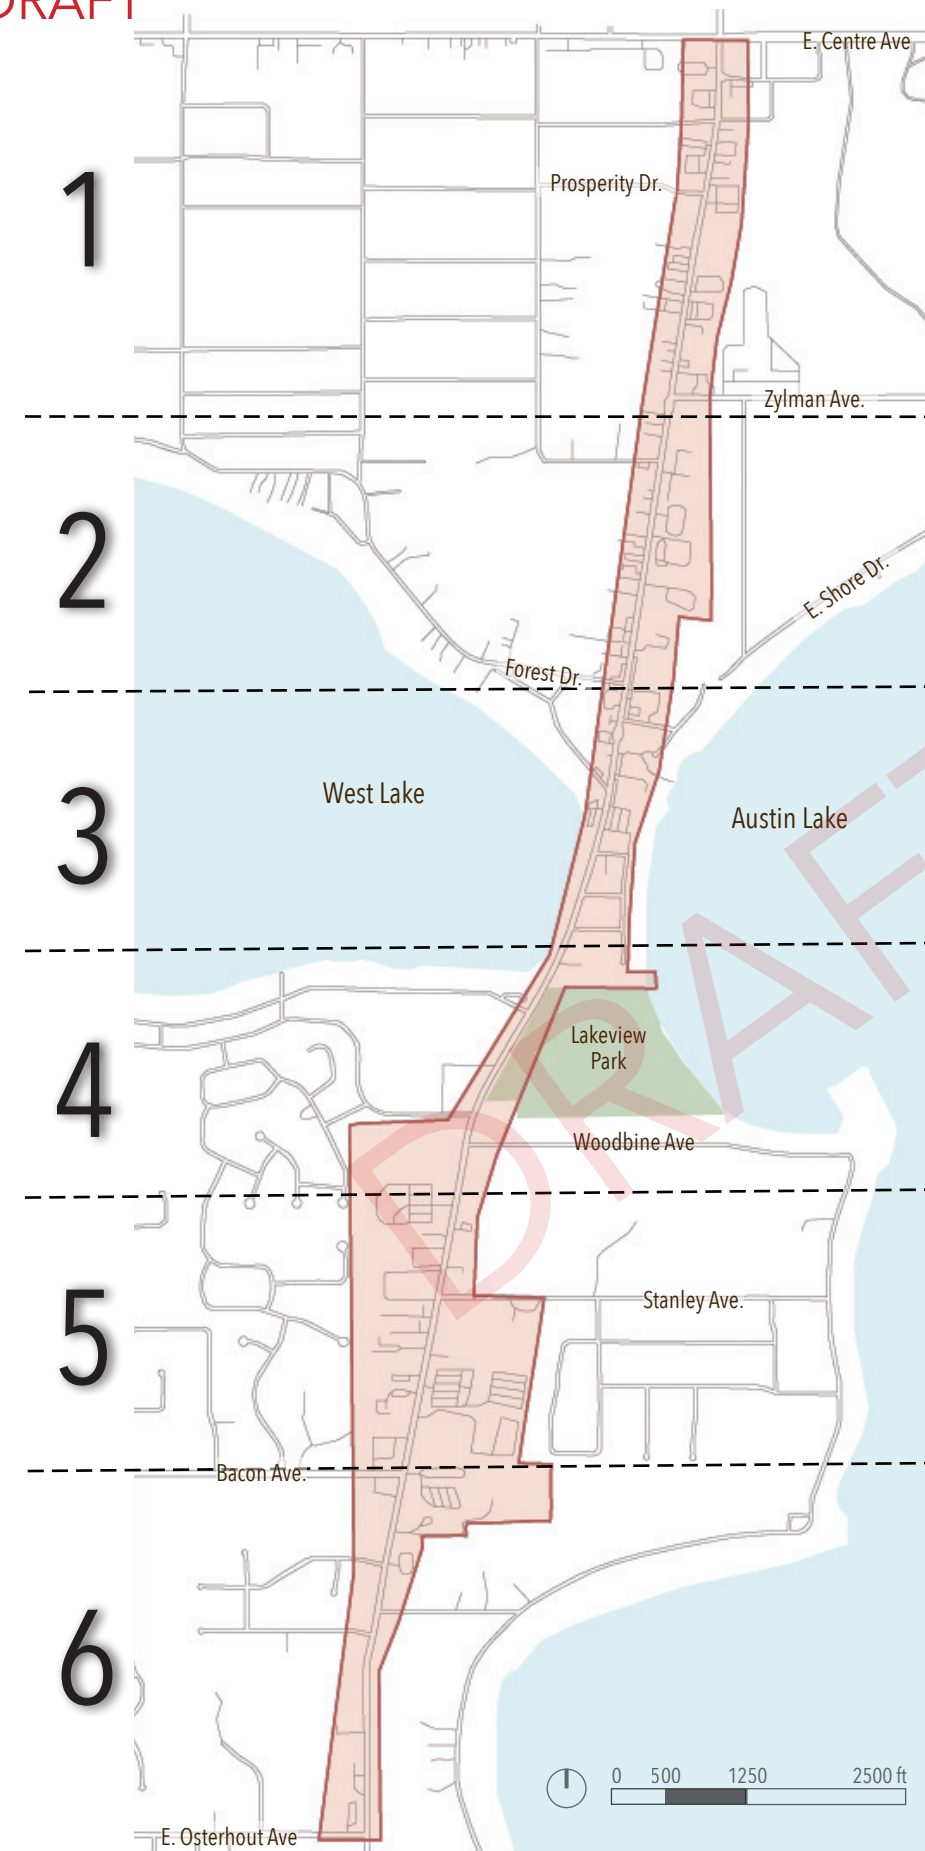 DRAFT
E. Centre Ave
1
Prosperity Dr.
Zylman Ave.
2
E. Shore Dr.
Forest Dr.
3
West Lake
Austin Lake
DRAFT
4
Lakeview
Park
Woodbine Ave
5
Stanley Ave.
Bacon Ave.
6
0 500 1250 2500 ft
E. Osterhout Ave